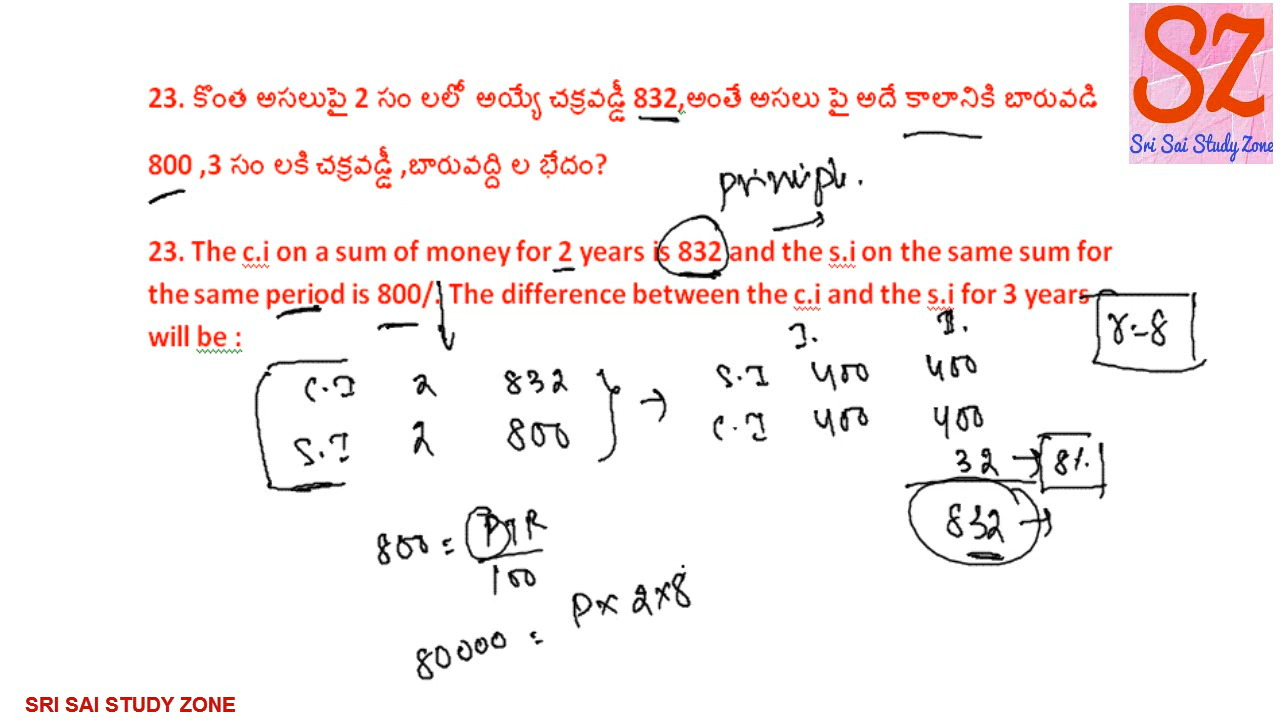 SZ
Sri Sai Study Zone
23. కొంత అసలుపై 2 సం లలో అయ్యే చక్రవడ్డీ 832,అంతే అసలు పై అదే కాలానికి బారువడి
800 ,3 సం లకి చక్రవడ్డీ ,బారువద్ది ల భేదం?
principle.
23. The c.i on a sum of money for 2 years is 832 and the s.i on the same sum for
the same period is 800/. The difference between the c.i and the s.i for 3 years
will be :
r=8
I. II.
C.I 2 832
S.I 2 800
S.I 400 400
C.I 400 400
32 → 8%
832 →
800 = PTR
100
80000 = P× 2×8
SRI SAI STUDY ZONE